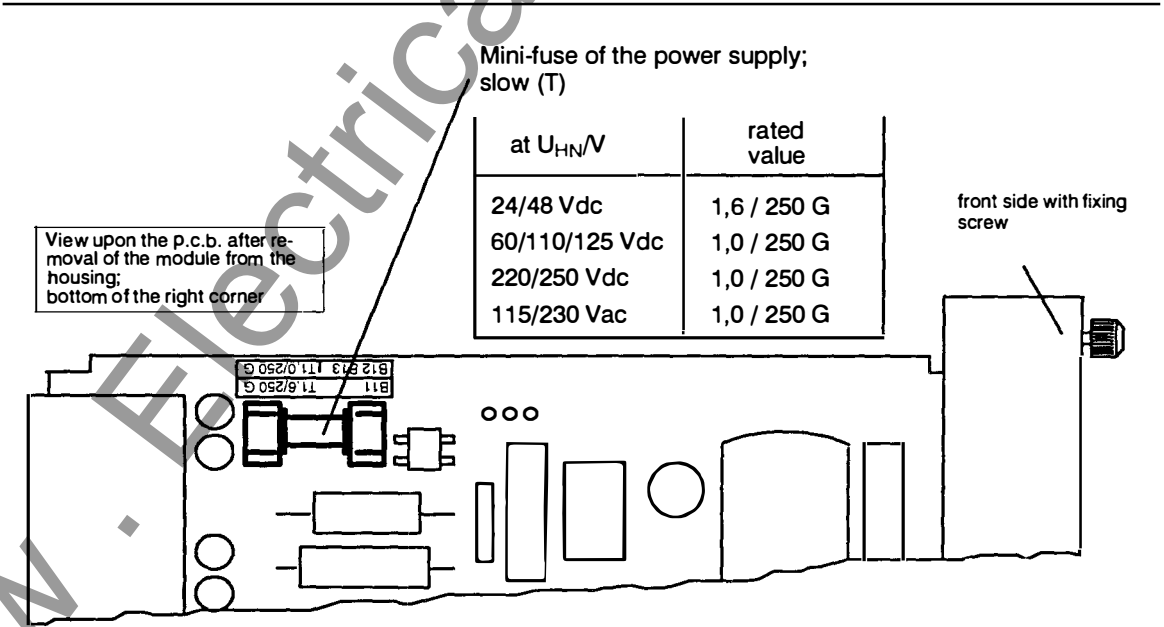 Mini-fuse of the power supply;
slow (T)
at UHN/V
rated
value
24/48 Vdc
1,6 / 250 G
60/110/125 Vdc
1,0 / 250 G
220/250 Vdc
1,0 / 250 G
115/230 Vac
1,0 / 250 G
front side with fixing
screw
View upon the p.c.b. after re-
moval of the module from the
housing;
bottom of the right corner
B12 B13 T1,0/250 G
B11 T1,6/250 G
. Electrica